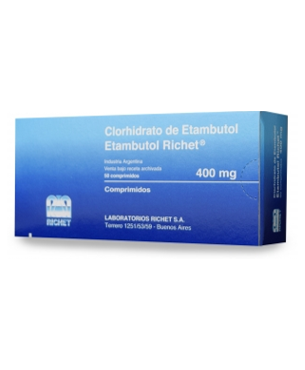 Clorhidrato de Etambutol
Etambutol Richet®
Industria Argentina
Venta bajo receta archivada
400 mg
50 comprimidos
Comprimidos
RICHET
LABORATORIOS RICHET S.A.
Terrero 1251/53/59 - Buenos Aires